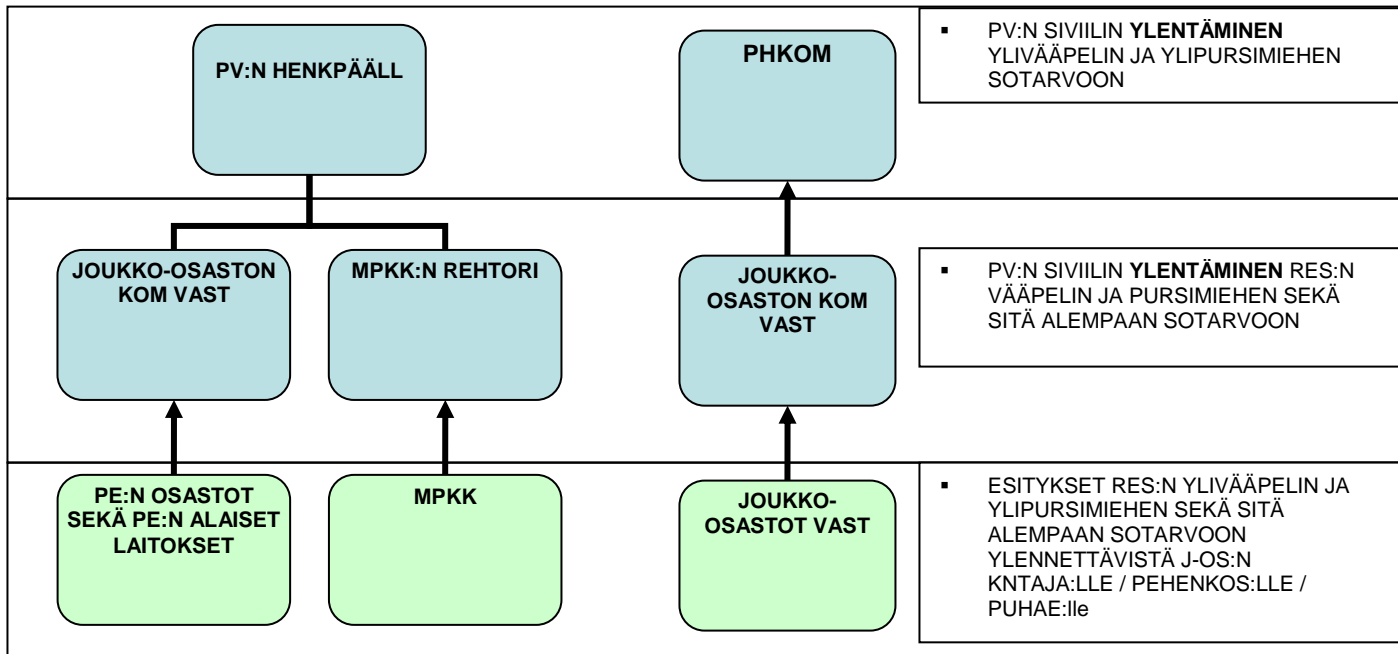 PV:N HENKPÄÄLL
PHKOM
▪ PV:N SIVIILIN YLENTÄMINEN
YLIVÄÄPELIN JA YLIPURSIMIEHEN
SOTARVOON
JOUKKO-OSASTON
KOM VAST
MPKK:N REHTORI
JOUKKO-
OSASTON KOM
VAST
▪ PV:N SIVIILIN YLENTÄMINEN RES:N
VÄÄPELIN JA PURSIMIEHEN SEKÄ
SITÄ ALEMPAAN SOTARVOON
PE:N OSASTOT
SEKÄ PE:N ALAISET
LAITOKSET
MPKK
JOUKKO-
OSASTOT VAST
▪ ESITYKSET RES:N YLIVÄÄPELIN JA
YLIPURSIMIEHEN SEKÄ SITÄ
ALEMPAAN SOTARVOON
YLENNETTÄVISTÄ J-OS:N
KNTAJA:LLE / PEHENKOS:LLE /
PUHAE:lle